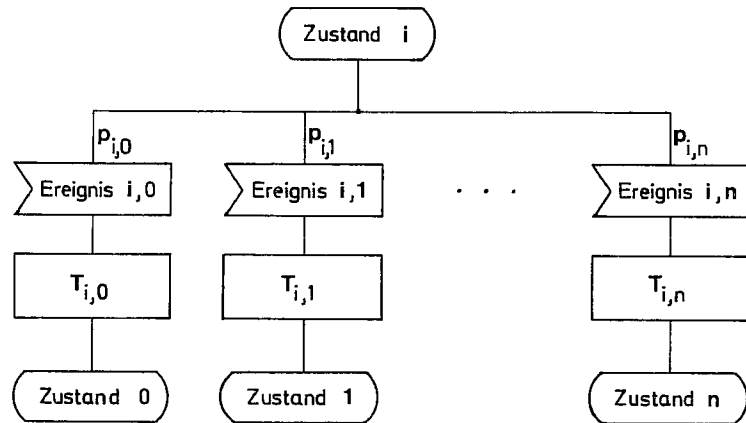 Zustand i
p_{i,0} p_{i,1} p_{i,n}
Ereignis i,0 Ereignis i,1 . . . Ereignis i,n
T_{i,0} T_{i,1} T_{i,n}
Zustand 0 Zustand 1 Zustand n